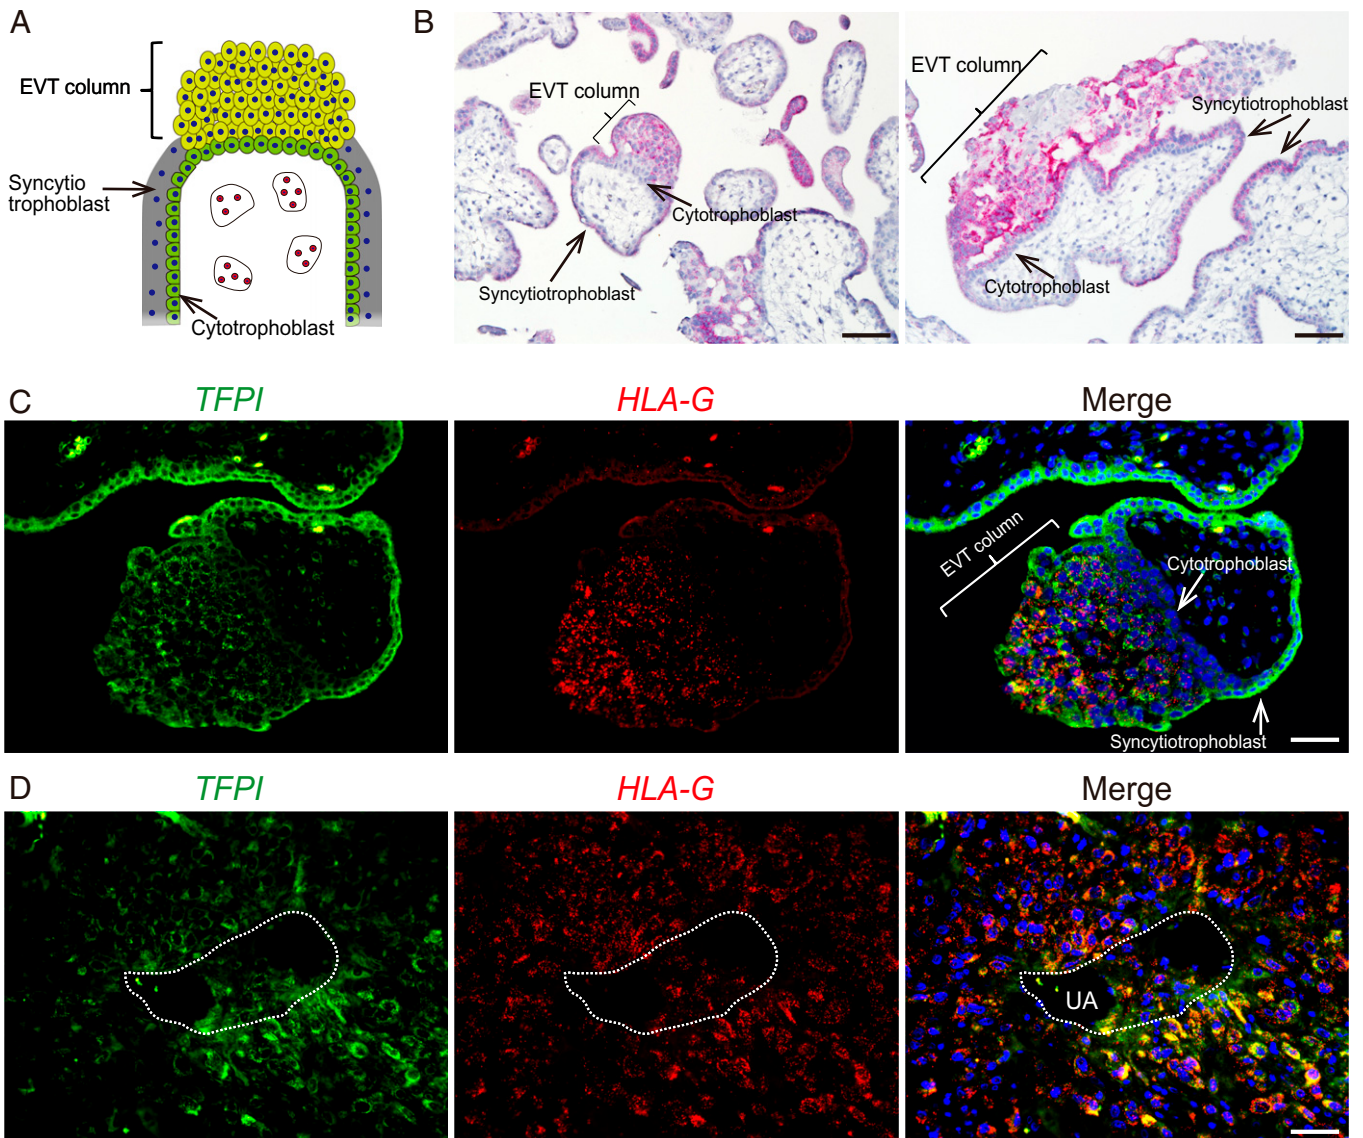 A
EVT column
Syncytio
trophoblast
Cytotrophoblast
B
EVT column
Cytotrophoblast
Syncytiotrophoblast
EVT column
Syncytiotrophoblast
Cytotrophoblast
C
TFPI
HLA-G
Merge
EVT column
Cytotrophoblast
Syncytiotrophoblast
D
TFPI
HLA-G
Merge
UA